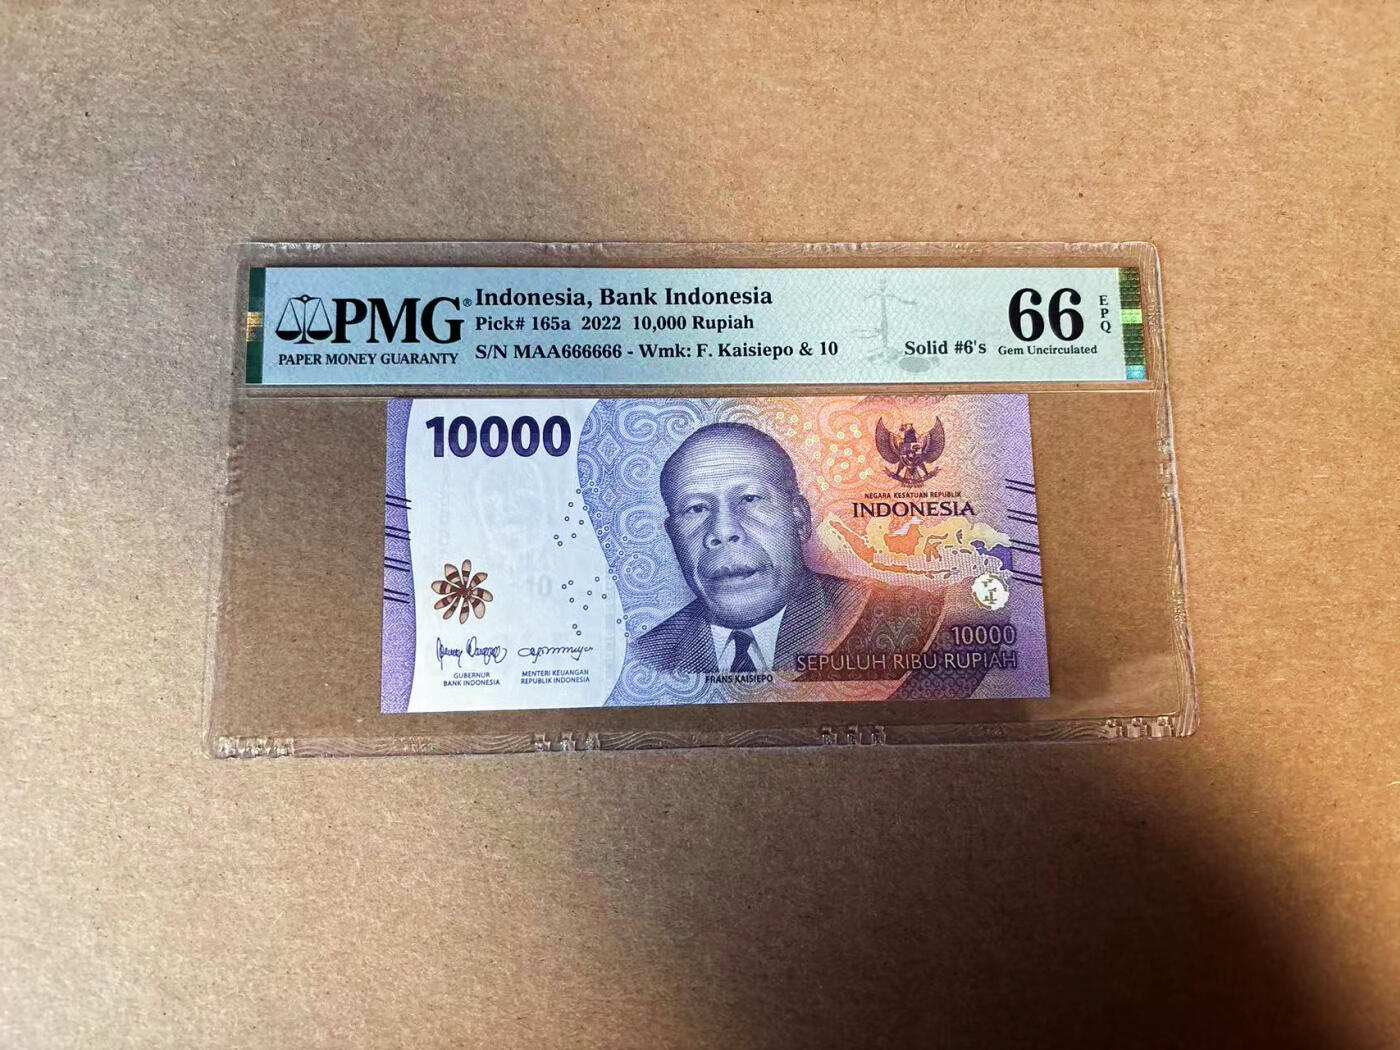 PMG®
PAPER MONEY GUARANTY
Indonesia, Bank Indonesia
Pick# 165a 2022 10,000 Rupiah
S/N MAA666666 - Wmk: F. Kaisiepo & 10
Solid #6's
66
EPQ
Gem Uncirculated
10000
NEGARA KESATUAN REPUBLIK
INDONESIA
10
GUBERNUR
BANK INDONESIA
MENTERI KEUANGAN
REPUBLIK INDONESIA
FRANS KAISIEPO
10000
SEPULUH RIBU RUPIAH